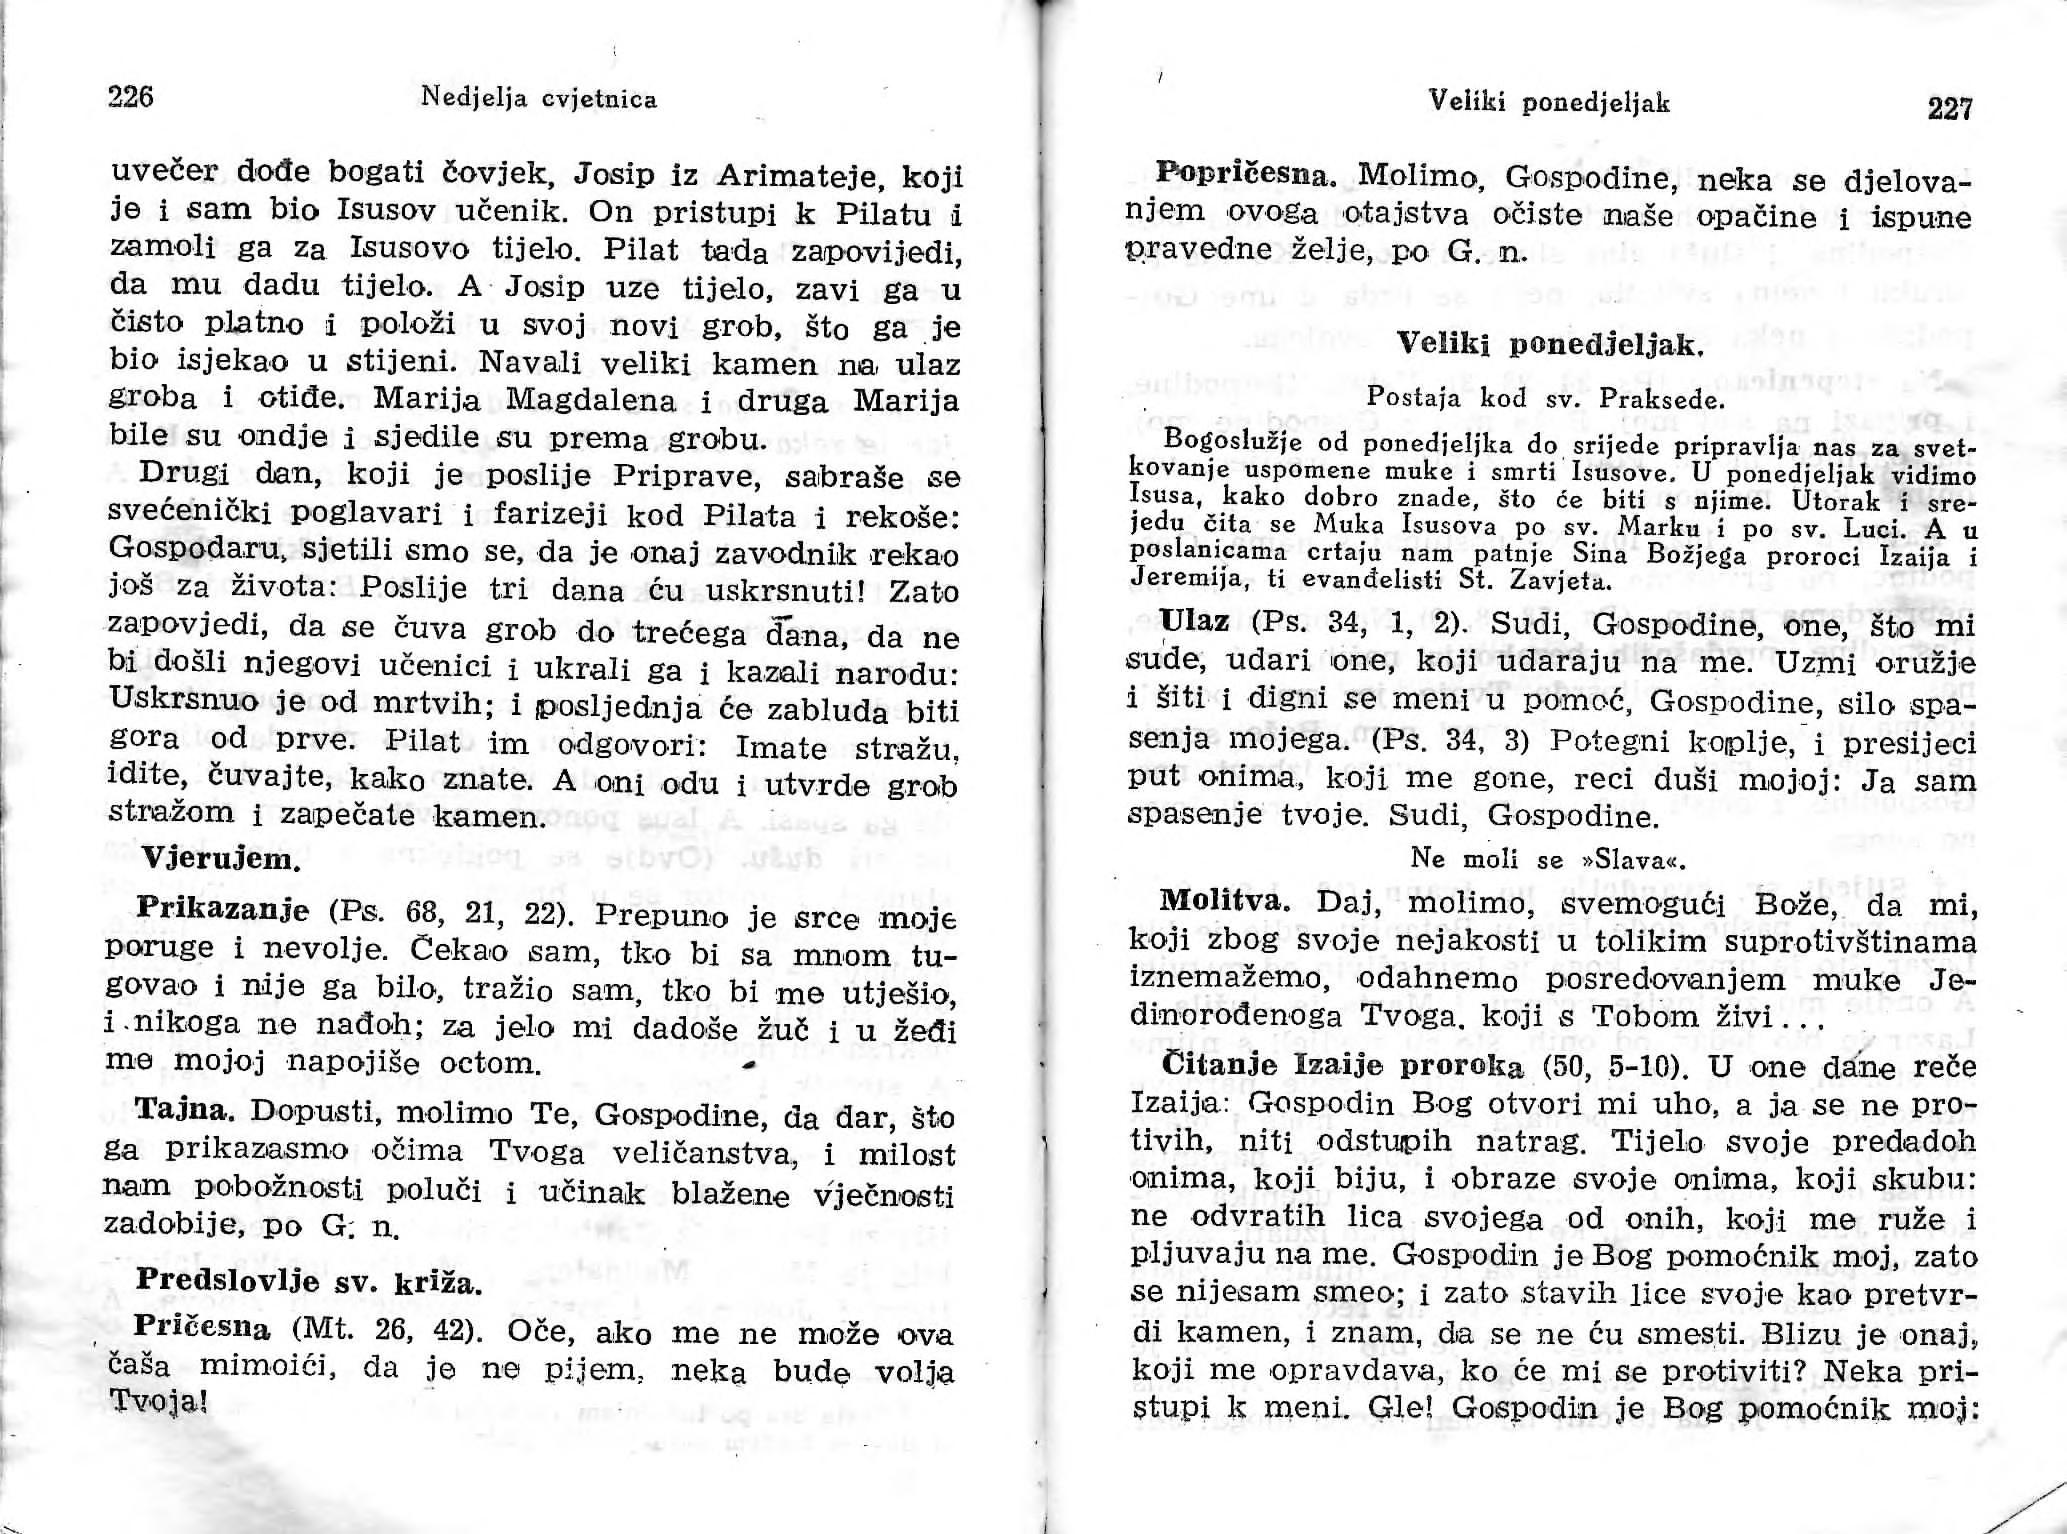 226
Nedjelja cvjetnica
uvečer dođe bogati čovjek, Josip iz Arimateje, koji
je i sam bio Isusov učenik. On pristupi k Pilatu i
zamoli ga za Isusovo tijelo. Pilat tada zapovijedi,
da mu dadu tijelo. A Josip uze tijelo, zavi ga u
čisto platno i položi u svoj novi grob, što ga je
bio isjekao u stijeni. Navali veliki kamen na ulaz
groba i otiđe. Marija Magdalena i druga Marija
bile su ondje i sjedile su prema grobu.
Drugi dan, koji je poslije Priprave, sabraše se
svećenički poglavari i farizeji kod Pilata i rekoše:
Gospodaru, sjetili smo se, da je onaj zavodnik rekao
još za života: Poslije tri dana ću uskrsnuti! Zato
zapovjedi, da se čuva grob do trećega dana, da ne
bi došli njegovi učenici i ukrali ga i kazali narodu:
Uskrsnuo je od mrtvih; i posljednja će zabluda biti
gora od prve. Pilat im odgovori: Imate stražu,
idite, čuvajte, kako znate. A oni odu i utvrde grob
stražom i zapečate kamen.
Vjerujem.
Prikazanje (Ps. 68, 21, 22). Prepuno je srce moje
poruge i nevolje. Čekao sam, tko bi sa mnom tu-
govao i nije ga bilo, tražio sam, tko bi me utješio,
i nikoga ne nađoh; za jelo mi dadoše žuč i u žeđi
me mojoj napojiše octom.
Tajna. Dopusti, molimo Te, Gospodine, da dar, što
ga prikazasmo očima Tvoga veličanstva, i milost
nam pobožnosti poluči i učinak blažene vječnosti
zadobije, po G. n.
Predslovlje sv. križa.
Pričesna (Mt. 26, 42). Oče, ako me ne može ova
čaša mimoići, da je ne pijem, neka bude volja
Tvoja!
Veliki ponedjeljak
227
Popričesna. Molimo, Gospodine, neka se djelova-
njem ovoga otajstva očiste naše opačine i ispune
pravedne želje, po G. n.
Veliki ponedjeljak.
Postaja kod sv. Praksede.
Bogoslužje od ponedjeljka do srijede pripravlja nas za svet-
kovanje uspomene muke i smrti Isusove. U ponedjeljak vidimo
Isusa, kako dobro znade, što će biti s njime. Utorak i sre-
jedu čita se Muka Isusova po sv. Marku i po sv. Luci. A u
poslanicama crtaju nam patnje Sina Božjega proroci Izaija i
Jeremija, ti evanđelisti St. Zavjeta.
Ulaz (Ps. 34, 1, 2). Sudi, Gospodine, one, što mi
sude, udari one, koji udaraju na me. Uzmi oružje
i štit i digni se meni u pomoć, Gospodine, silo spa-
senja mojega. (Ps. 34, 3) Potegni koplje, i presijeci
put onima, koji me gone, reci duši mojoj: Ja sam
spasenje tvoje. Sudi, Gospodine.
Ne moli se »Slava«.
Molitva. Daj, molimo, svemogući Bože, da mi,
koji zbog svoje nejakosti u tolikim suprotivštinama
iznemažemo, odahnemo posredovanjem muke Je-
dinorođenoga Tvoga, koji s Tobom živi...
Čitanje Izaije proroka (50, 5-10). U one dane reče
Izaija: Gospodin Bog otvori mi uho, a ja se ne pro-
tivih, niti odstupih natrag. Tijelo svoje predadoh
onima, koji biju, i obraze svoje onima, koji skubu:
ne odvratih lica svojega od onih, koji me ruže i
pljuvaju na me. Gospodin je Bog pomoćnik moj, zato
se nijesam smeo; i zato stavih lice svoje kao pretvr-
di kamen, i znam, da se ne ću smesti. Blizu je onaj,
koji me opravdava, ko će mi se protiviti? Neka pri-
stupi k meni. Gle! Gospodin je Bog pomoćnik moj: